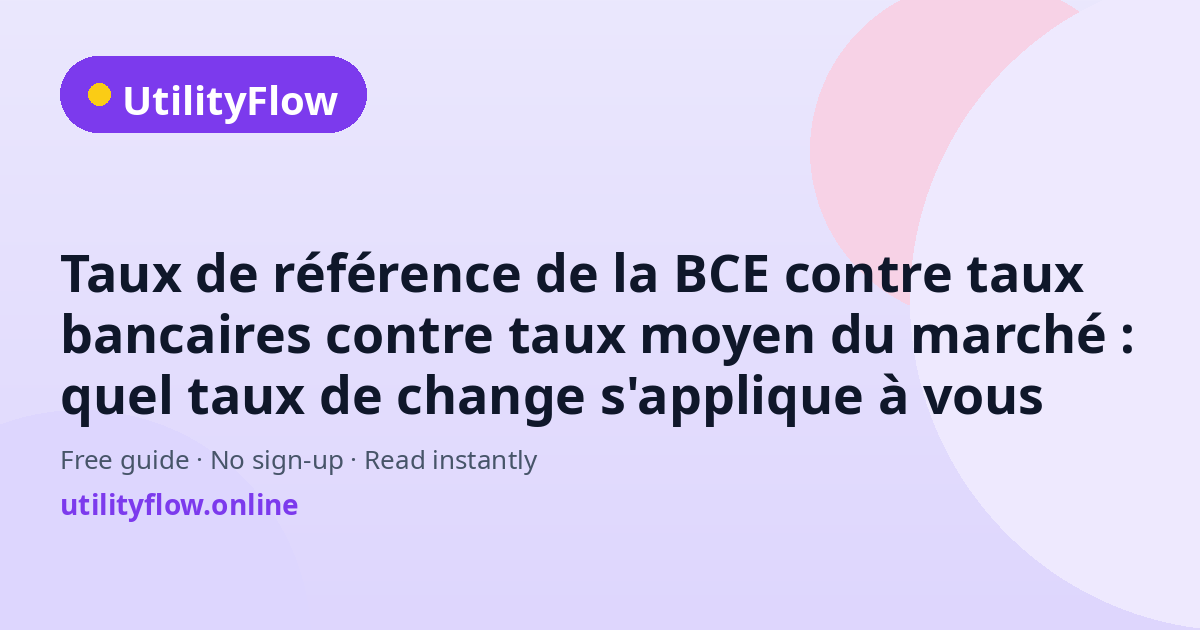 UtilityFlow
Taux de référence de la BCE contre taux
bancaires contre taux moyen du marché :
quel taux de change s'applique à vous
Free guide · No sign-up · Read instantly
utilityflow.online